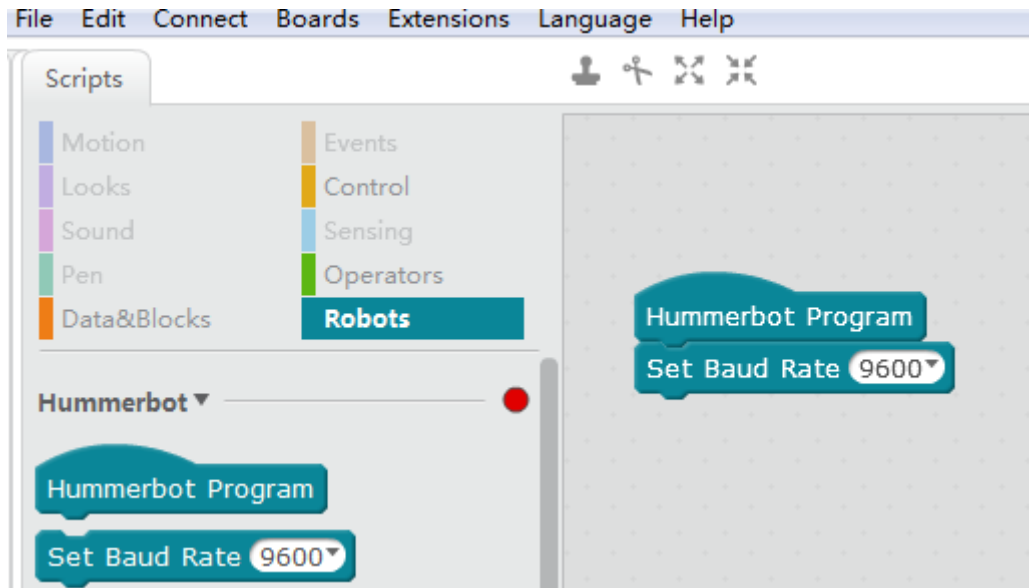 File Edit Connect Boards Extensions Language Help
Scripts
Motion Events
Looks Control
Sound Sensing
Pen Operators
Data&Blocks Robots
Hummerbot
Hummerbot Program
Set Baud Rate 9600
Hummerbot Program
Set Baud Rate 9600